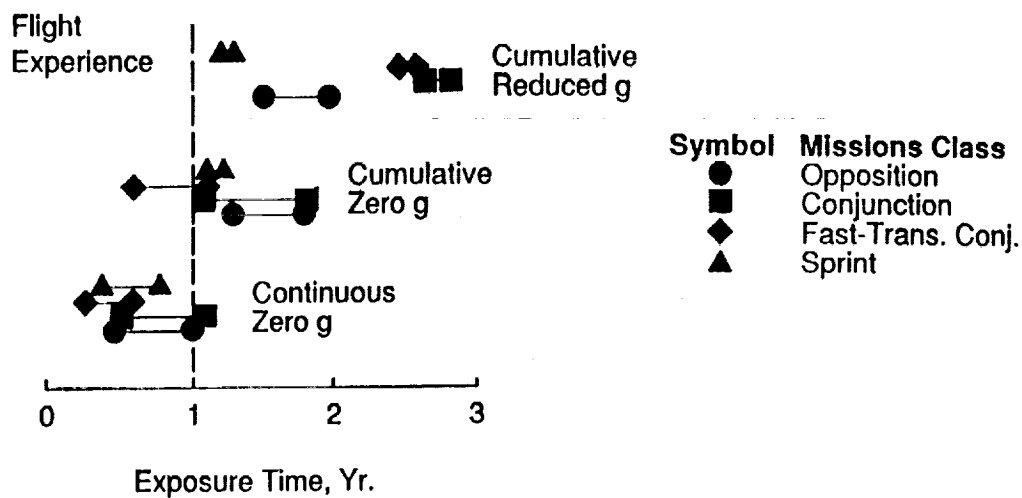 Flight
Experience
Cumulative
Reduced g
Cumulative
Zero g
Continuous
Zero g
Symbol Missions Class
Opposition
Conjunction
Fast-Trans. Conj.
Sprint
0 1 2 3
Exposure Time, Yr.